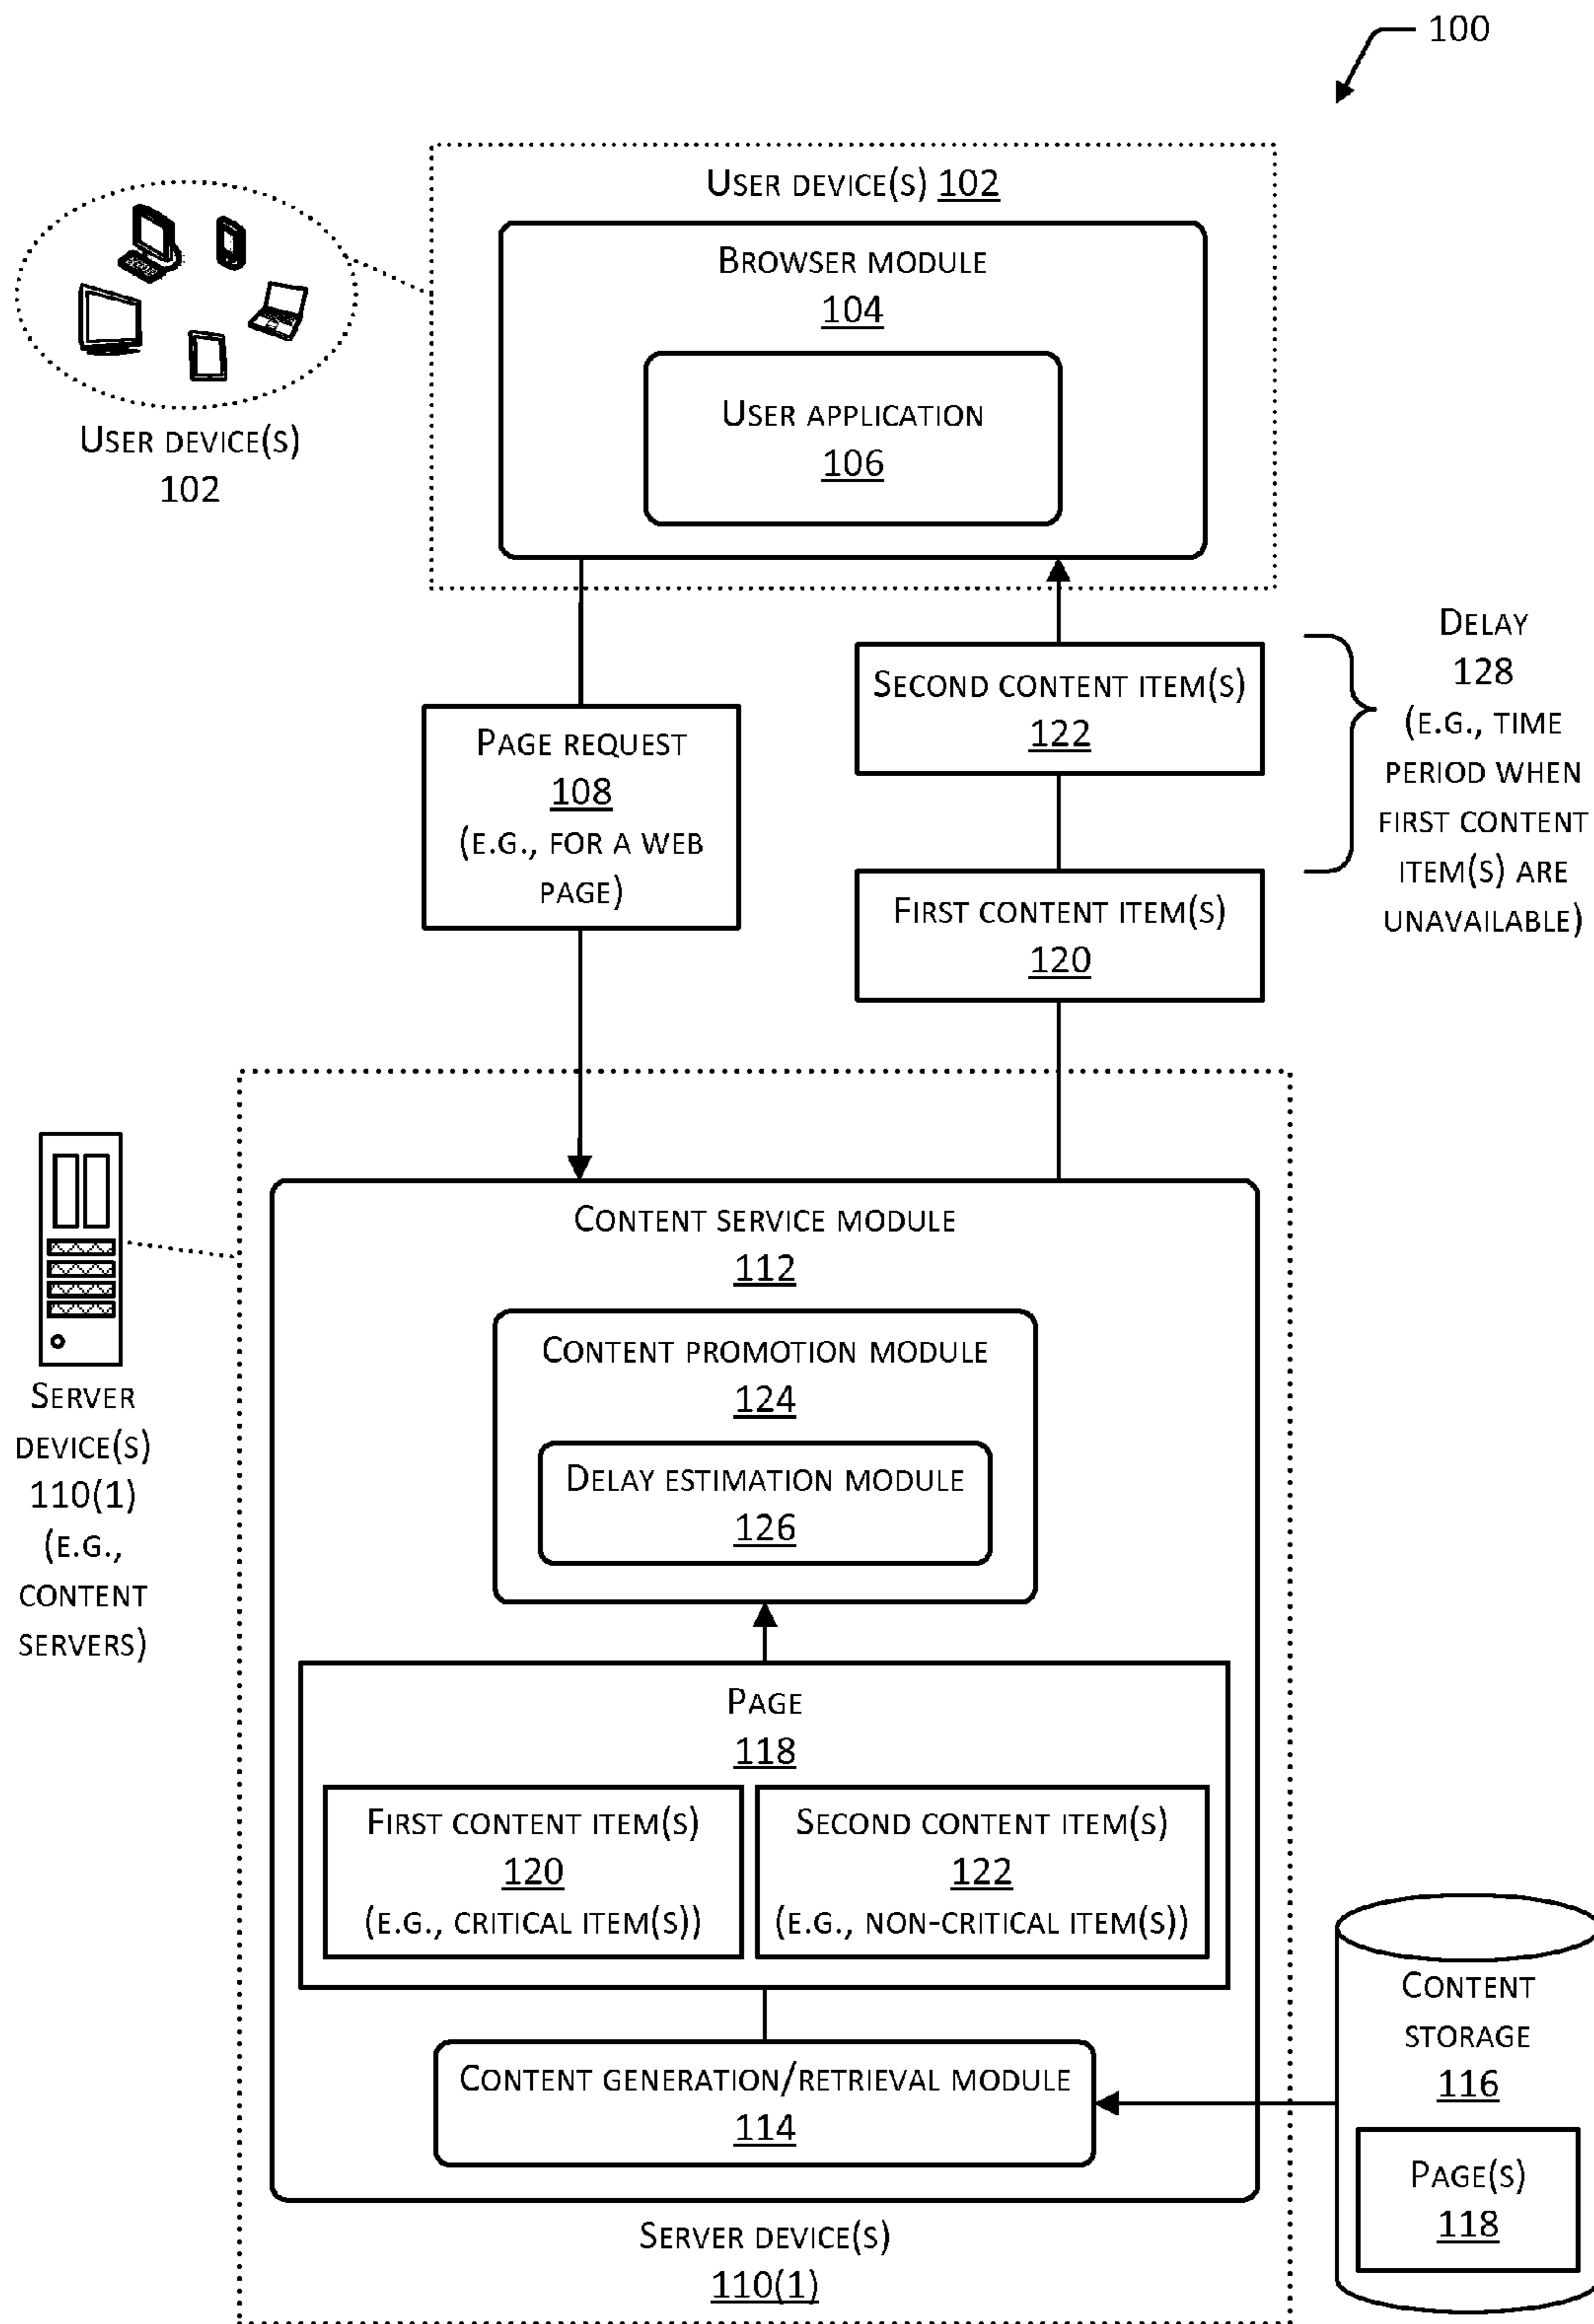 100
User device(s) 102
Browser module
104
User application
106
User device(s)
102
Page request
108
(e.g., for a web
page)
Second content item(s)
122
First content item(s)
120
Delay
128
(e.g., time
period when
first content
item(s) are
unavailable)
Server
device(s)
110(1)
(e.g.,
content
servers)
Content service module
112
Content promotion module
124
Delay estimation module
126
Page
118
First content item(s)
120
(e.g., critical item(s))
Second content item(s)
122
(e.g., non-critical item(s))
Content generation/retrieval module
114
Server device(s)
110(1)
Content
storage
116
Page(s)
118